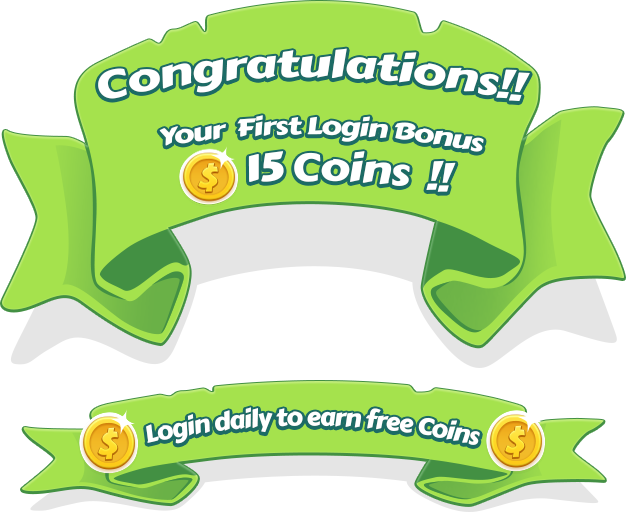 Congratulations!!
Your First Login Bonus
$ 15 Coins !!
$ Login daily to earn free Coins $